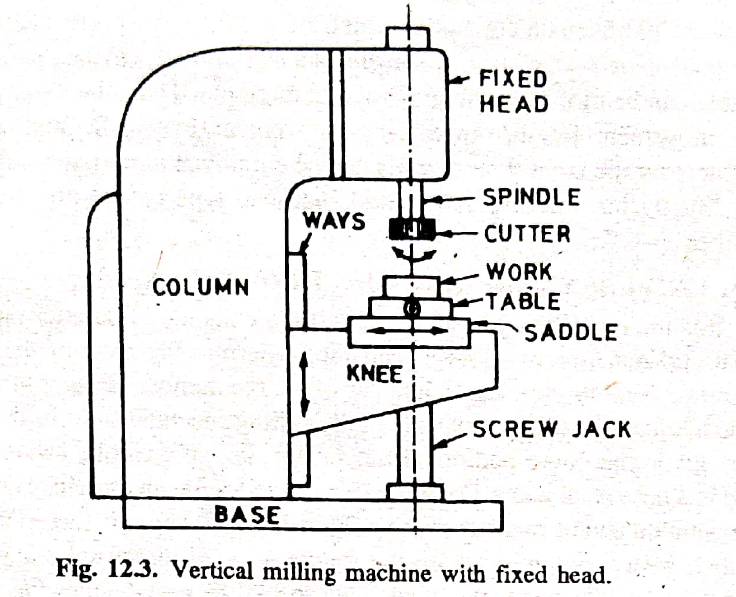 FIXED
HEAD
SPINDLE
WAYS
CUTTER
WORK
COLUMN
TABLE
SADDLE
KNEE
SCREW JACK
BASE
Fig. 12.3. Vertical milling machine with fixed head.